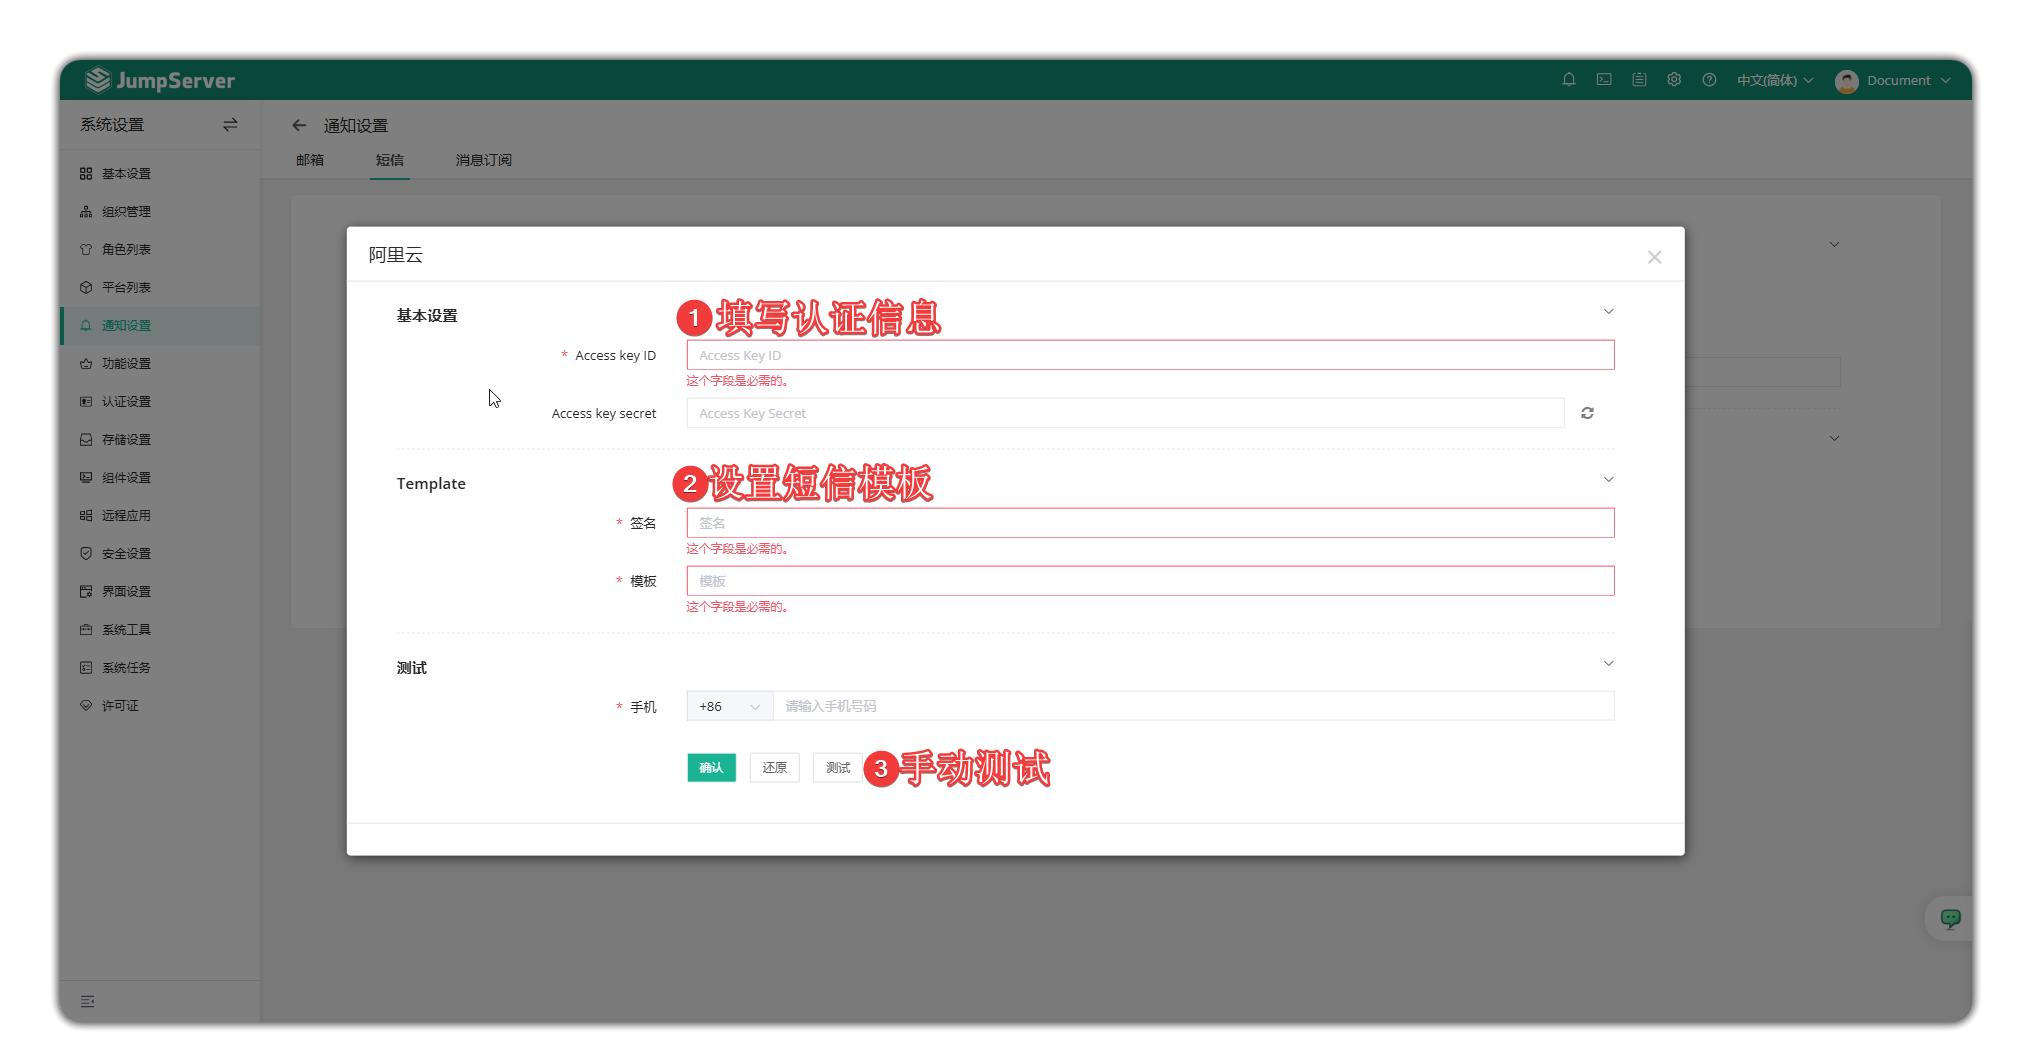 JumpServer
中文(简体)
Document
系统设置
通知设置
邮箱
短信
消息订阅
基本设置
组织管理
角色列表
平台列表
通知设置
功能设置
认证设置
存储设置
组件设置
远程应用
安全设置
界面设置
系统工具
系统任务
许可证
阿里云
基本设置
1 填写认证信息
* Access key ID
Access Key ID
这个字段是必需的。
Access key secret
Access Key Secret
Template
2 设置短信模板
* 签名
签名
这个字段是必需的。
* 模板
模板
这个字段是必需的。
测试
* 手机
+86
请输入手机号码
确认
还原
测试
3 手动测试